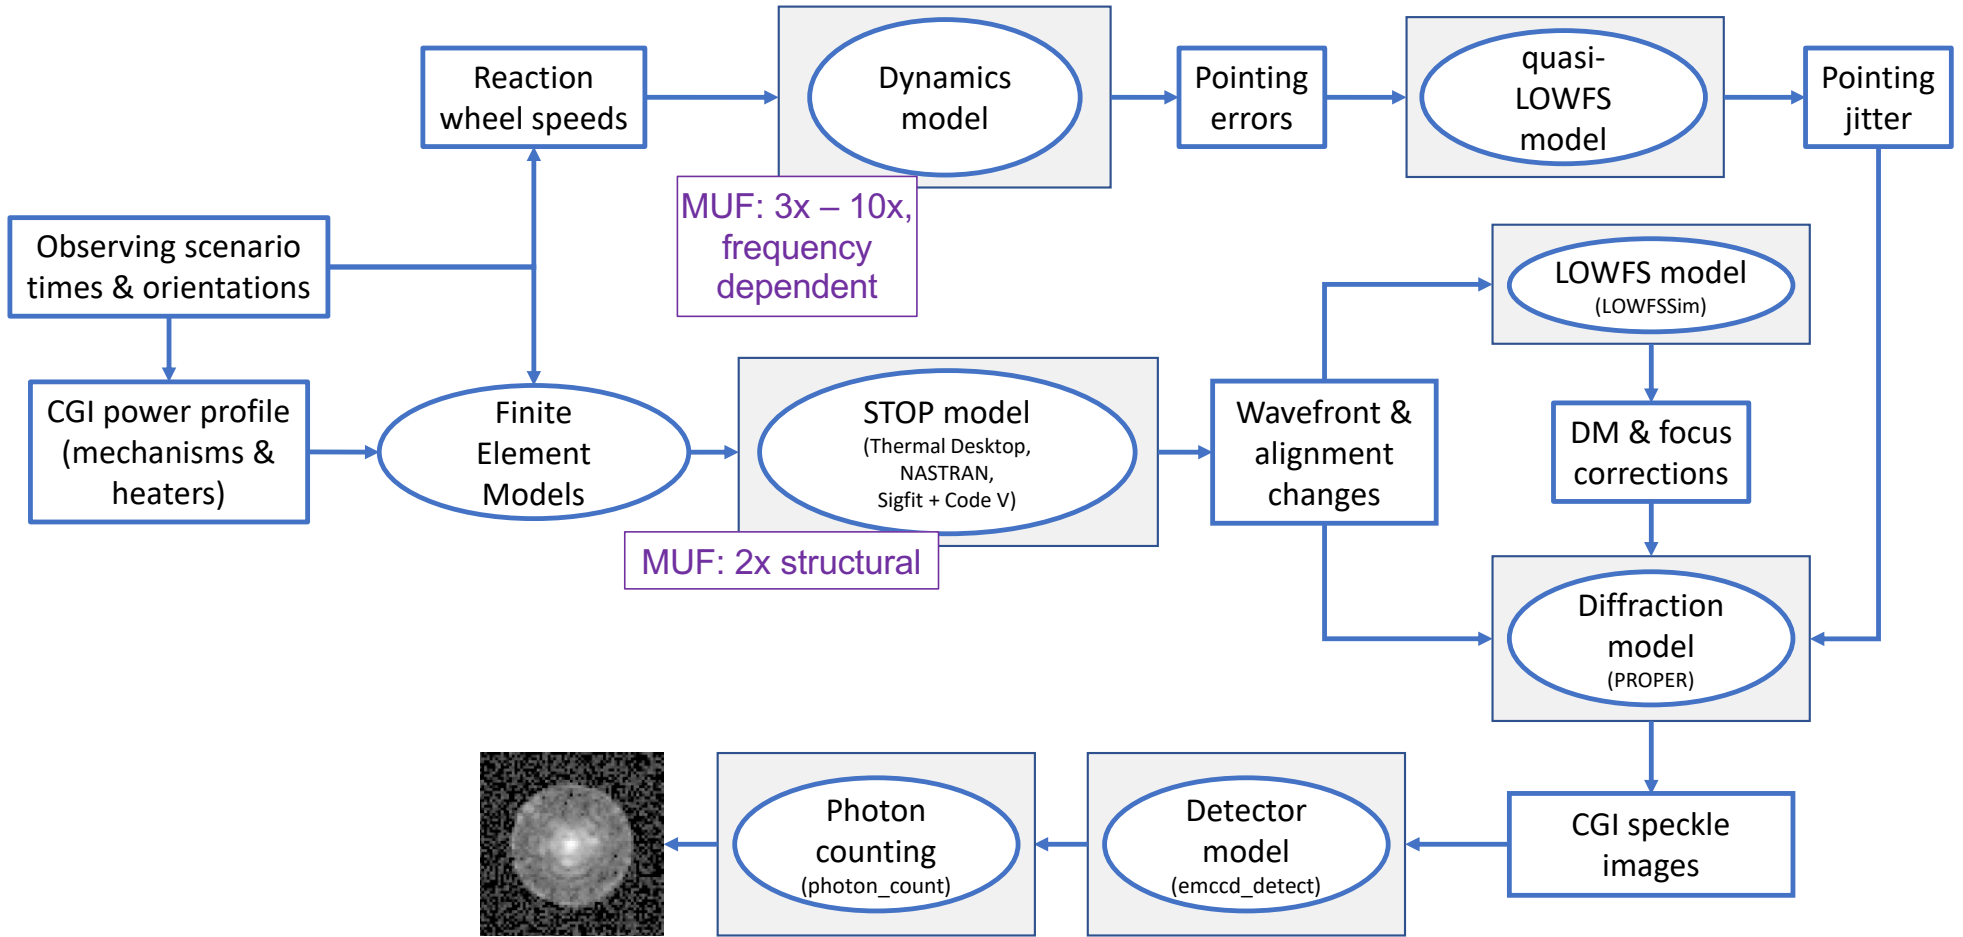 Reaction
wheel speeds
Dynamics
model
Pointing
errors
quasi-
LOWFS
model
Pointing
jitter
MUF: 3x – 10x,
frequency
dependent
Observing scenario
times & orientations
LOWFS model
(LOWFSSim)
CGI power profile
(mechanisms &
heaters)
Finite
Element
Models
STOP model
(Thermal Desktop,
NASTRAN,
Sigfit + Code V)
MUF: 2x structural
Wavefront &
alignment
changes
DM & focus
corrections
Diffraction
model
(PROPER)
Photon
counting
(photon_count)
Detector
model
(emccd_detect)
CGI speckle
images